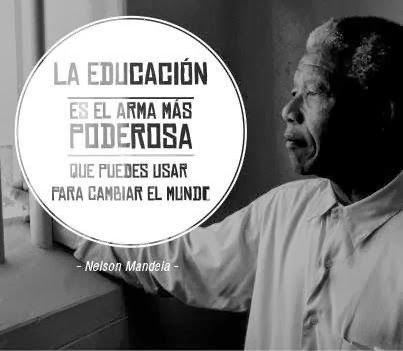 LA EDUCACIÓN
ES EL ARMA MÁS
PODEROSA
QUE PUEDES USAR
PARA CAMBIAR EL MUNDO
- Nelson Mandela -